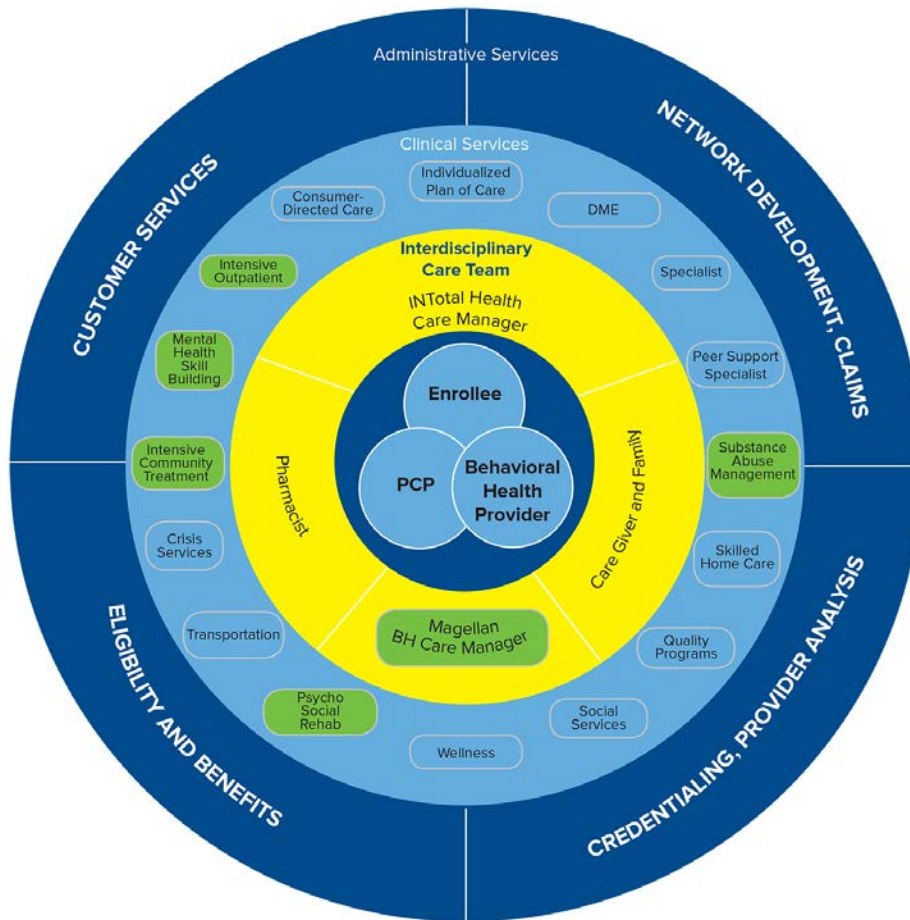 Administrative Services
CUSTOMER SERVICES
NETWORK DEVELOPMENT, CLAIMS
ELIGIBILITY AND BENEFITS
CREDENTIALING, PROVIDER ANALYSIS
Clinical Services
Individualized
Plan of Care
DME
Specialist
Peer Support
Specialist
Substance
Abuse
Management
Skilled
Home Care
Quality
Programs
Social
Services
Wellness
Psycho
Social
Rehab
Transportation
Crisis
Services
Intensive
Community
Treatment
Mental
Health
Skill
Building
Intensive
Outpatient
Consumer-
Directed Care
Interdisciplinary
Care Team
INTotal Health
Care Manager
Care Giver and Family
Magellan
BH Care Manager
Pharmacist
Enrollee
PCP
Behavioral
Health
Provider